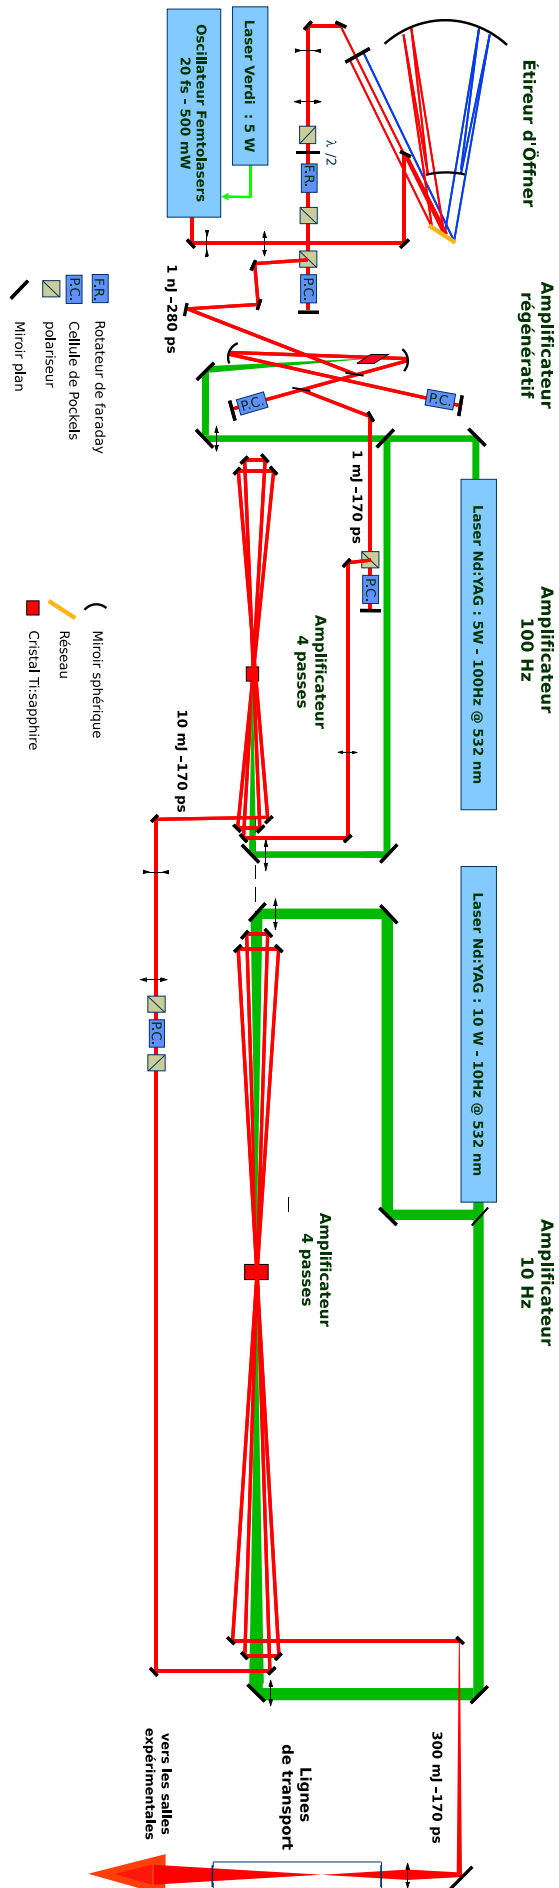 Étireur d'Öffner
Amplificateur
régénératif
Amplificateur
100 Hz
Amplificateur
10 Hz
Laser Verdi : 5 W
Oscillateur Femtolasers
20 fs – 500 mW
λ /2
F.R.
P.C.
1 nJ –280 ps
P.C.
P.C.
Laser Nd:YAG : 5W – 100Hz @ 532 nm
1 mJ –170 ps
P.C.
Amplificateur
4 passes
10 mJ –170 ps
Laser Nd:YAG : 10 W – 10Hz @ 532 nm
P.C.
Amplificateur
4 passes
300 mJ –170 ps
Lignes
de transport
vers les salles
expérimentales
F.R. Rotateur de faraday
P.C. Cellule de Pockels
polariseur
Miroir plan
Miroir sphérique
Réseau
Cristal Ti:sapphire